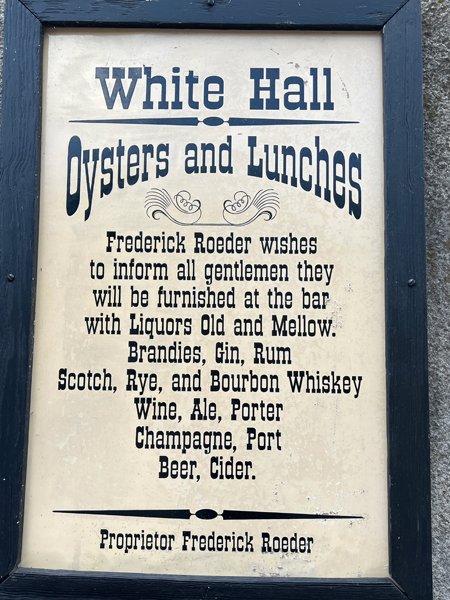 White Hall
Oysters and Lunches
Frederick Roeder wishes
to inform all gentlemen they
will be furnished at the bar
with Liquors Old and Mellow.
Brandies, Gin, Rum
Scotch, Rye, and Bourbon Whiskey
Wine, Ale, Porter
Champagne, Port
Beer, Cider.
Proprietor Frederick Roeder